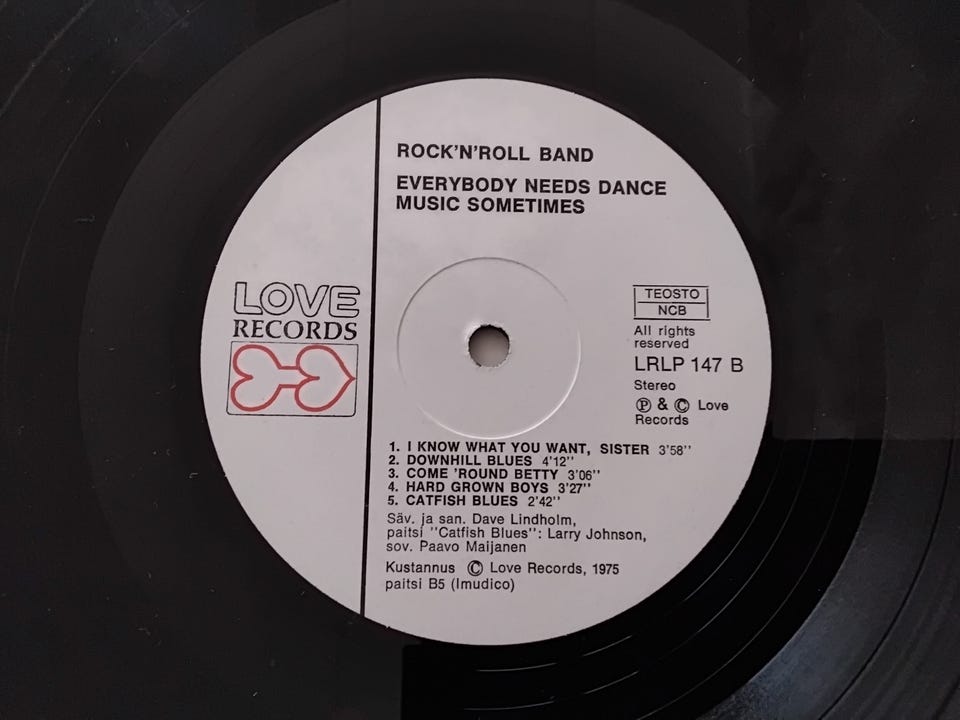 ROCK'N'ROLL BAND
EVERYBODY NEEDS DANCE
MUSIC SOMETIMES
LOVE
RECORDS
TEOSTO
NCB
All rights
reserved
LRLP 147 B
Stereo
Ⓟ & © Love
Records
1. I KNOW WHAT YOU WANT, SISTER 3'58''
2. DOWNHILL BLUES 4'12''
3. COME 'ROUND BETTY 3'06''
4. HARD GROWN BOYS 3'27''
5. CATFISH BLUES 2'42''
Säv. ja san. Dave Lindholm,
paitsi ''Catfish Blues'': Larry Johnson,
sov. Paavo Maijanen
Kustannus © Love Records, 1975
paitsi B5 (Imudico)